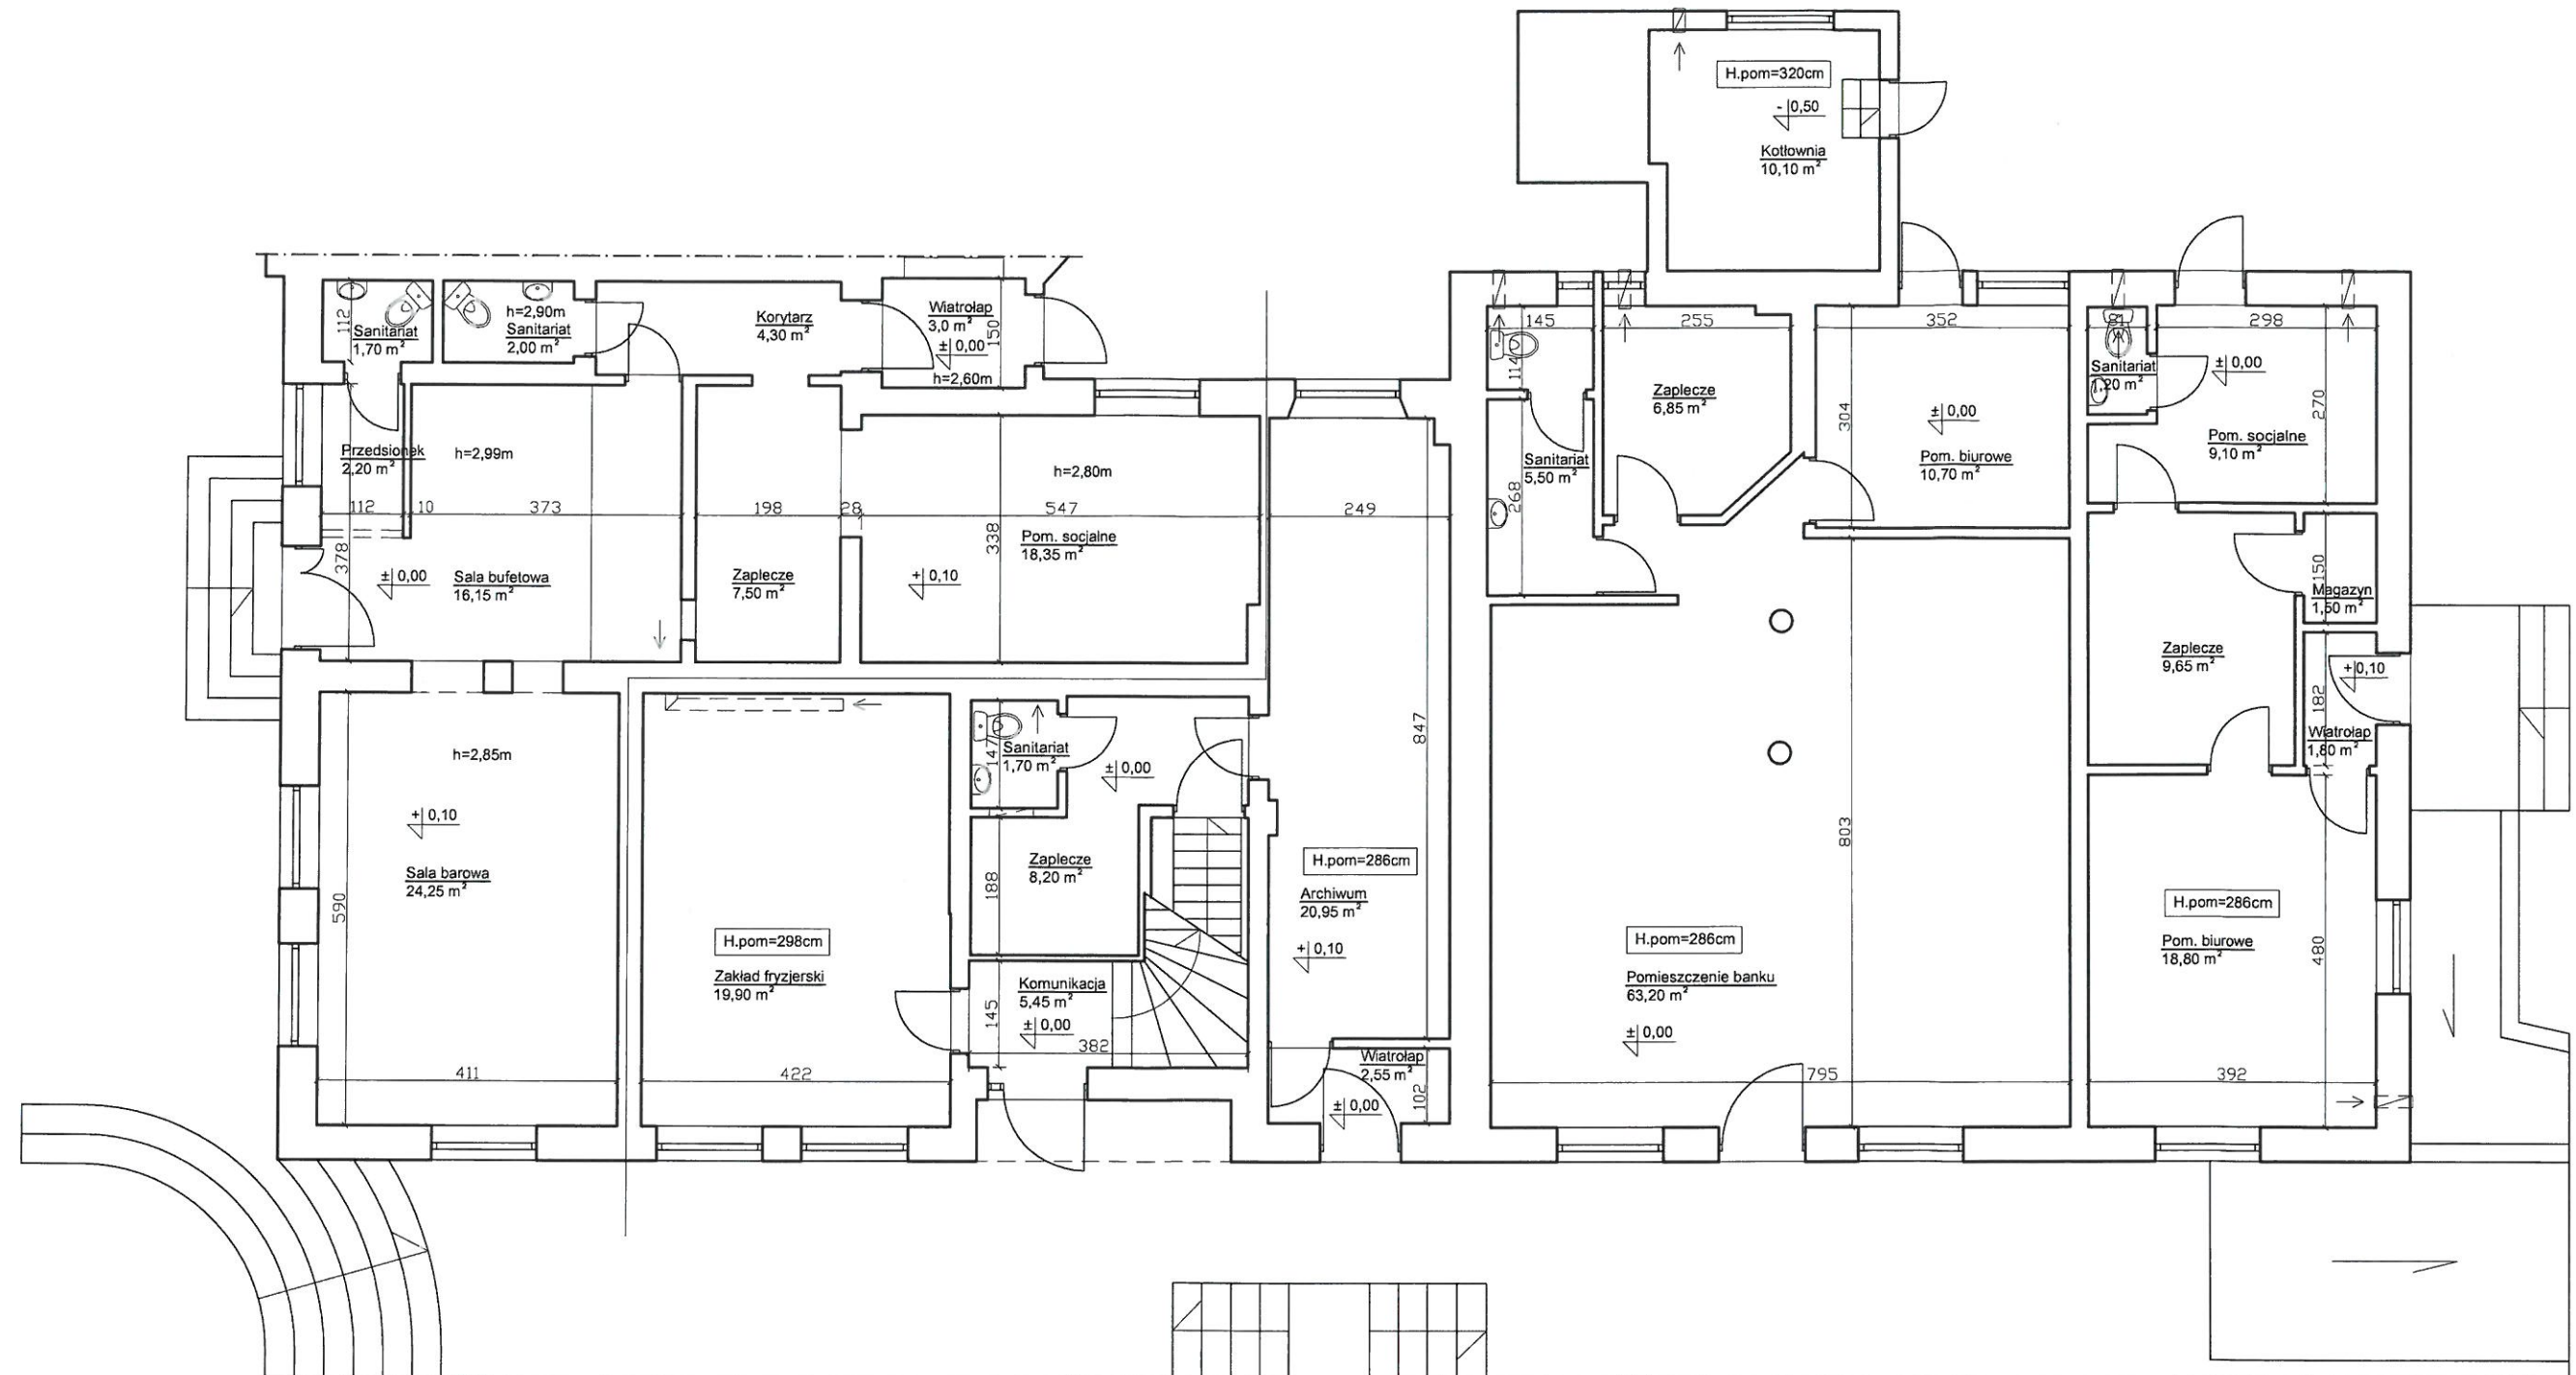 H.pom=320cm
-0,50
Kotłownia
10,10 m²
112
Sanitariat
1,70 m²
h=2,90m
Sanitariat
2,00 m²
Korytarz
4,30 m²
Wiatrołap
3,0 m²
±0,00
150
h=2,60m
145
114
255
Zaplecze
6,85 m²
352
304
±0,00
Pom. biurowe
10,70 m²
81
Sanitariat
1,20 m²
298
±0,00
270
Pom. socjalne
9,10 m²
Przedsionek
2,20 m²
h=2,99m
112
10
373
378
±0,00
Sala bufetowa
16,15 m²
198
28
Zaplecze
7,50 m²
h=2,80m
547
338
Pom. socjalne
18,35 m²
+0,10
249
Sanitariat
5,50 m²
268
150
Magazyn
1,50 m²
Zaplecze
9,65 m²
+0,10
182
Wiatrołap
1,80 m²
h=2,85m
+0,10
Sala barowa
24,25 m²
590
411
H.pom=298cm
Zakład fryzjerski
19,90 m²
422
147
Sanitariat
1,70 m²
±0,00
Zaplecze
8,20 m²
188
Komunikacja
5,45 m²
±0,00
145
382
847
H.pom=286cm
Archiwum
20,95 m²
+0,10
Wiatrołap
2,55 m²
±0,00
102
803
H.pom=286cm
Pomieszczenie banku
63,20 m²
±0,00
795
H.pom=286cm
Pom. biurowe
18,80 m²
480
392